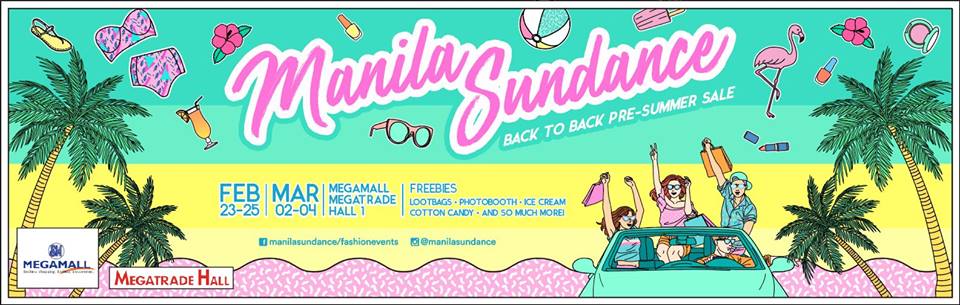 Manila
Sundance
BACK TO BACK PRE-SUMMER SALE
FEB
23-25
MAR
02-04
MEGAMALL
MEGATRADE
HALL 1
FREEBIES
LOOTBAGS • PHOTOBOOTH • ICE CREAM
COTTON CANDY • AND SO MUCH MORE!
manilasundance/fashionevents
@manilasundance
SM
MEGAMALL
MEGATRADE HALL